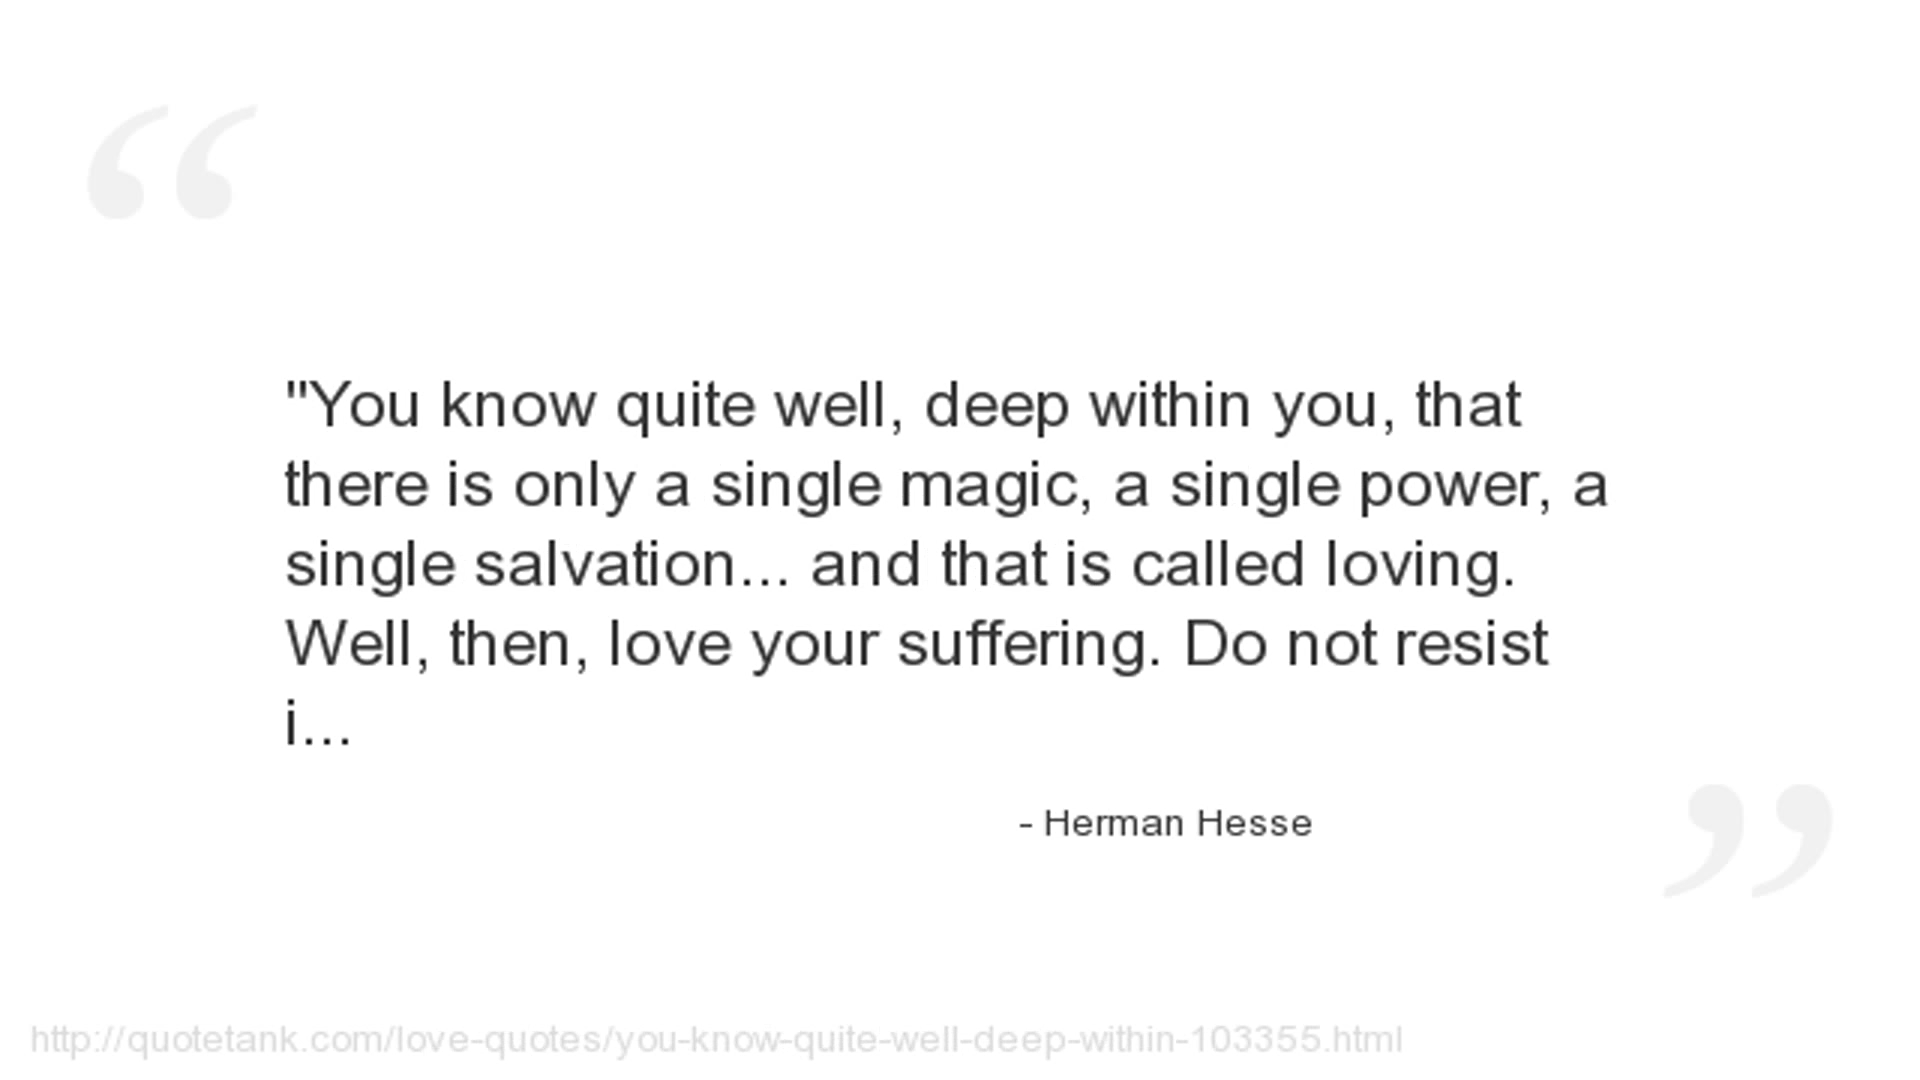 “
"You know quite well, deep within you, that
there is only a single magic, a single power, a
single salvation... and that is called loving.
Well, then, love your suffering. Do not resist
i...
- Herman Hesse
”
http://quotetank.com/love-quotes/you-know-quite-well-deep-within-103355.html